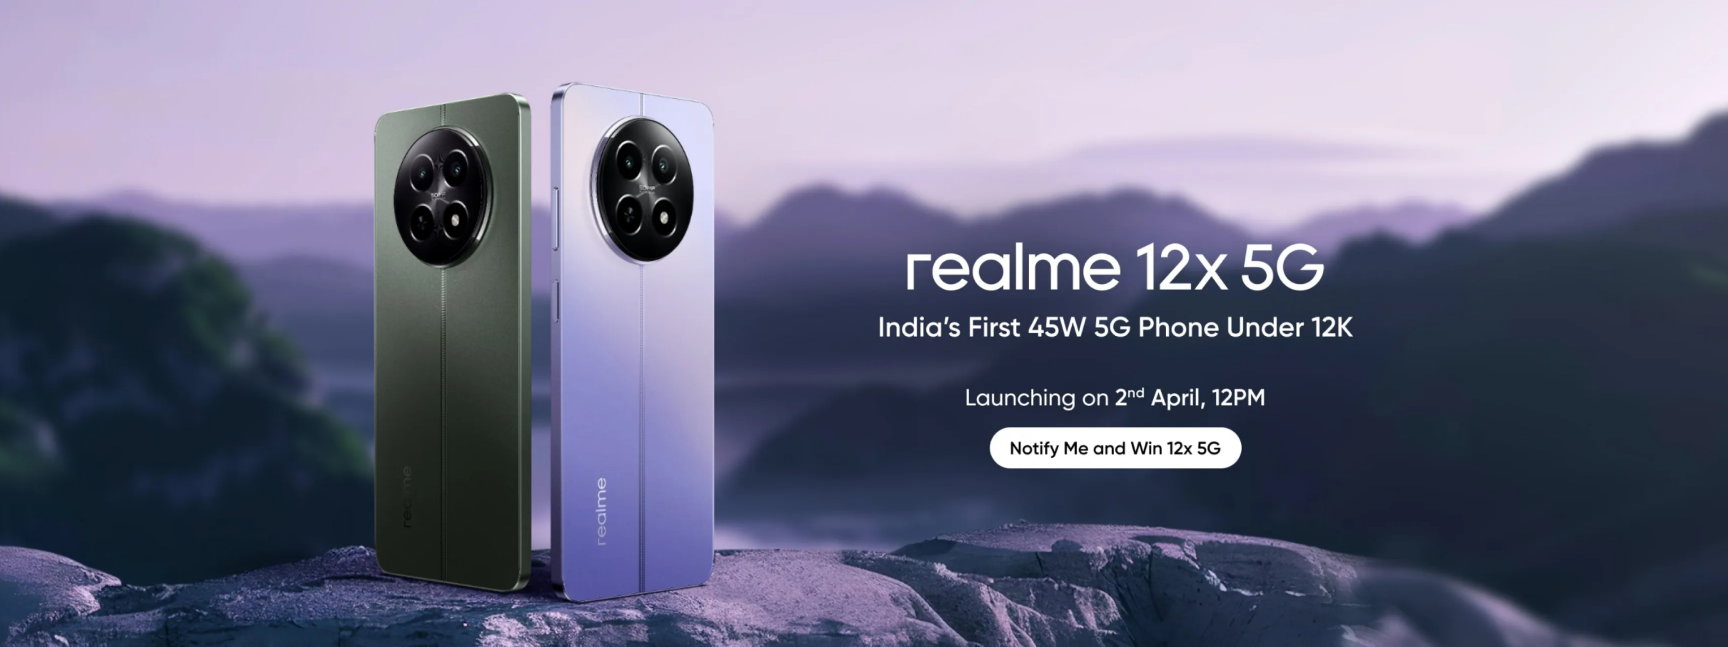 realme
realme
realme 12x 5G
India's First 45W 5G Phone Under 12K
Launching on 2nd April, 12PM
Notify Me and Win 12x 5G